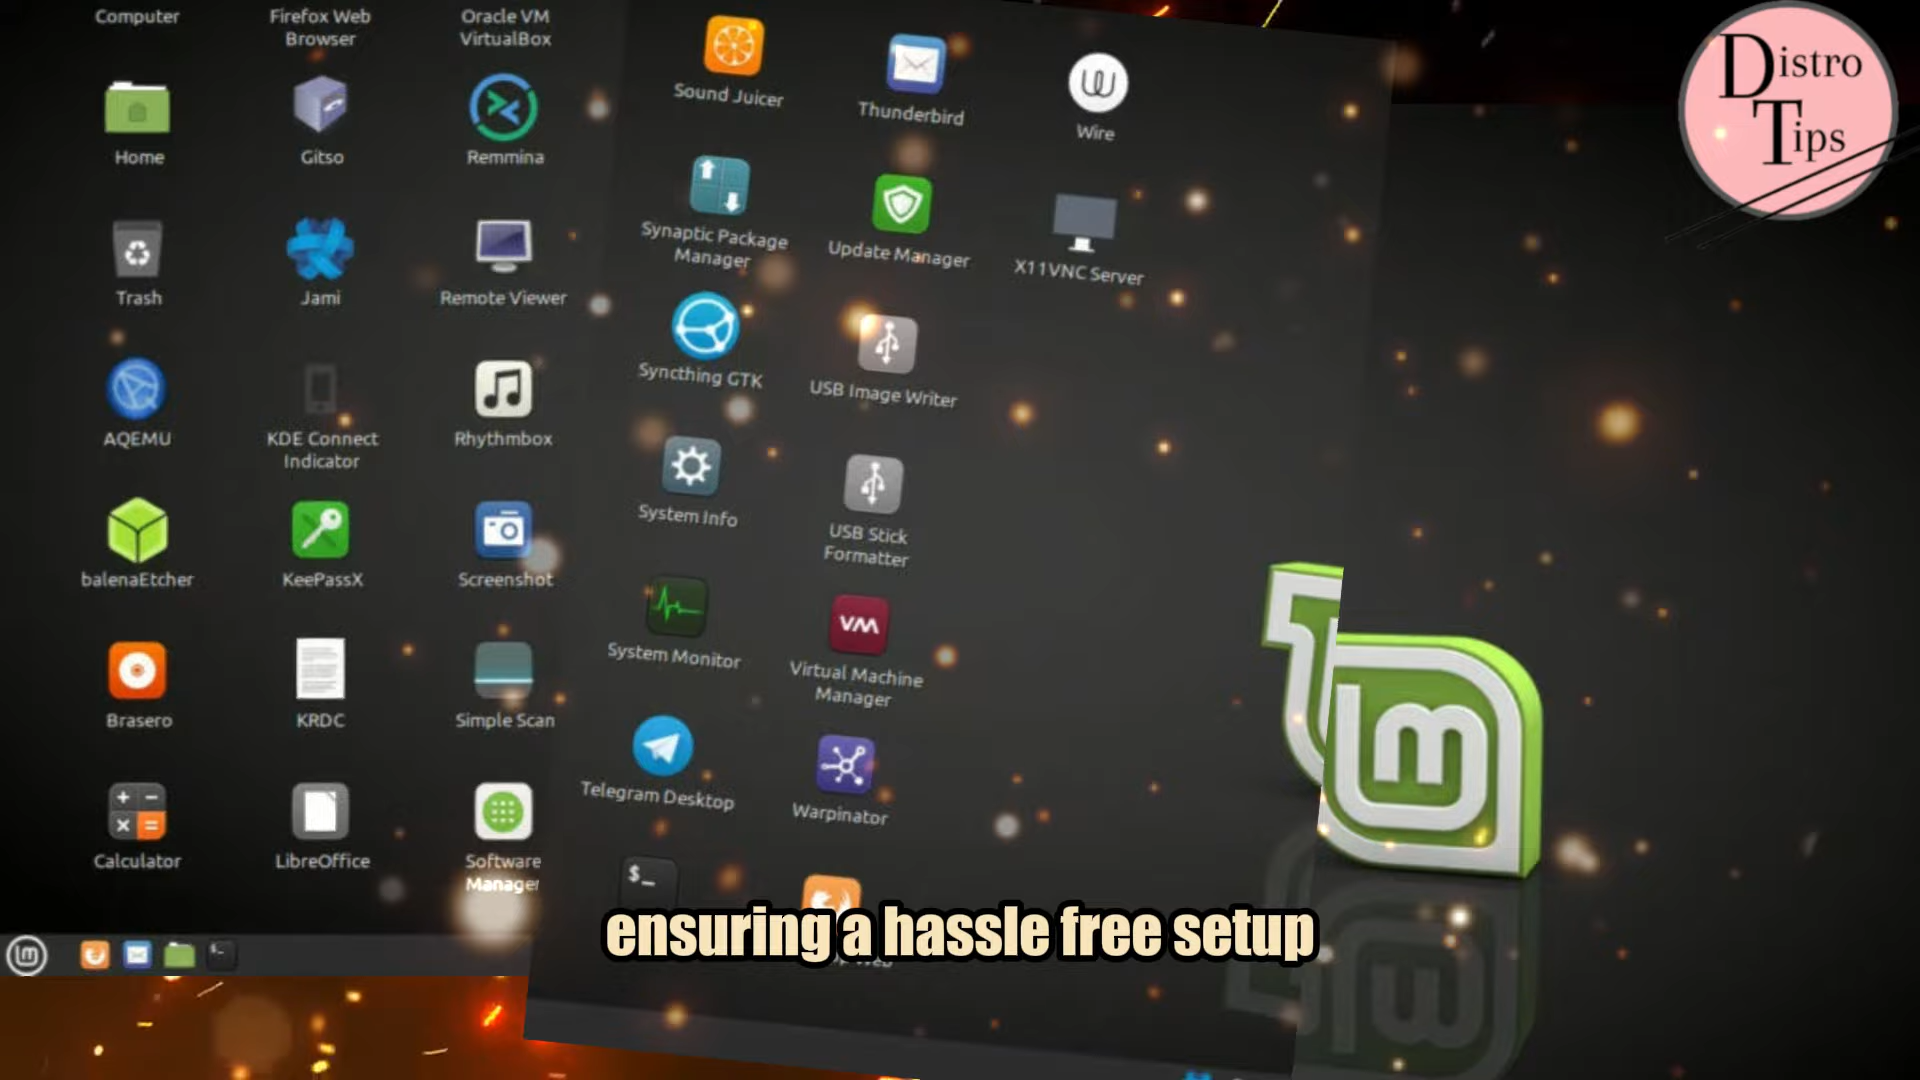 Computer
Firefox Web
Browser
Oracle VM
VirtualBox
Home
Gitso
Remmina
Trash
Jami
Remote Viewer
AQEMU
KDE Connect
Indicator
Rhythmbox
balenaEtcher
KeePassX
Screenshot
Brasero
KRDC
Simple Scan
Calculator
LibreOffice
Software
Manager
Sound Juicer
Thunderbird
Wire
Synaptic Package
Manager
Update Manager
X11VNC Server
Syncthing GTK
USB Image Writer
System Info
USB Stick
Formatter
System Monitor
Virtual Machine
Manager
Telegram Desktop
Warpinator
$_
ensuring a hassle free setup
Distro
Tips